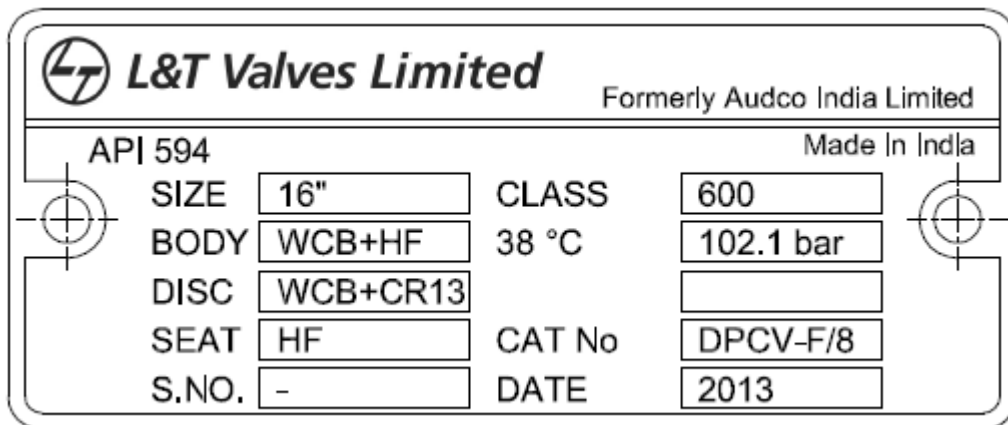 LT L&T Valves Limited
Formerly Audco India Limited
API 594 Made In India
SIZE 16" CLASS 600
BODY WCB+HF 38 °C 102.1 bar
DISC WCB+CR13
SEAT HF CAT No DPCV-F/8
S.NO. - DATE 2013